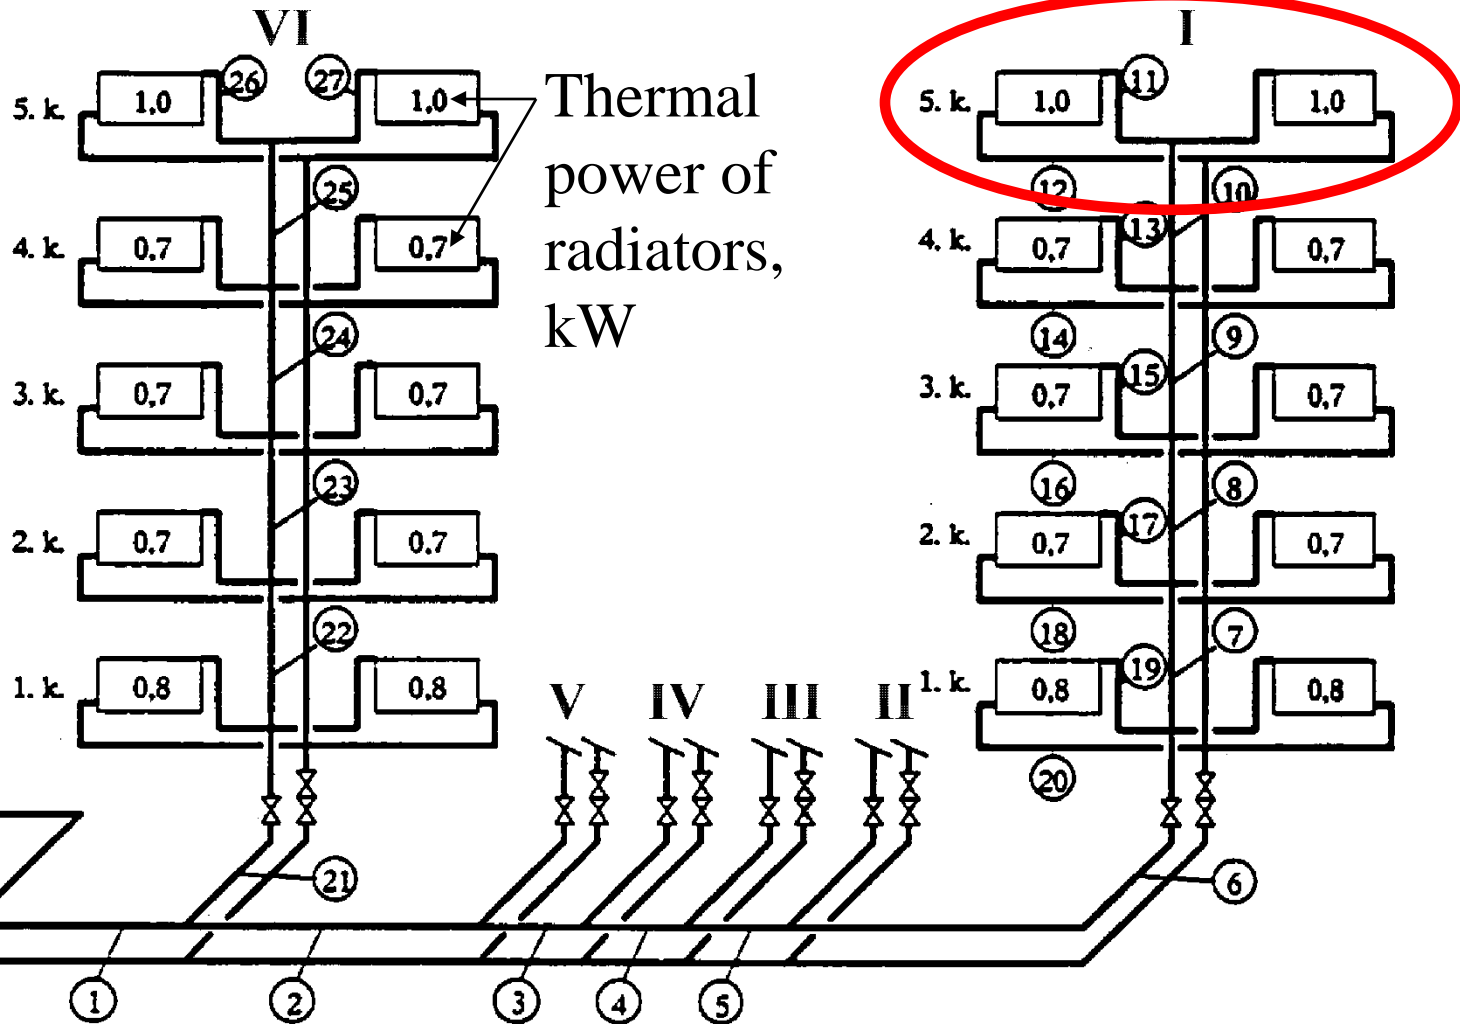 VI
I
26
27
11
5. k.
1,0
1,0
Thermal
power of
radiators,
kW
5. k.
1,0
1,0
25
12
10
4. k.
0,7
0,7
13
4. k.
0,7
0,7
24
14
9
3. k.
0,7
0,7
15
3. k.
0,7
0,7
23
16
8
2. k.
0,7
0,7
17
2. k.
0,7
0,7
22
18
7
1. k.
0,8
0,8
19
1. k.
0,8
0,8
V
IV
III
II
20
21
6
1
2
3
4
5